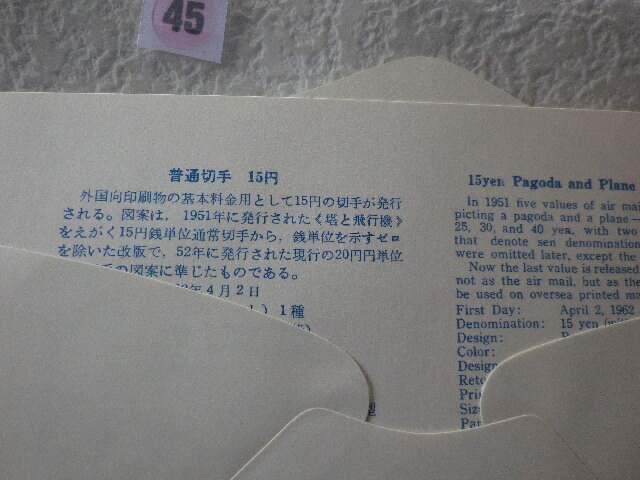 45
普通切手 15円
外国向印刷物の基本料金用として15円の切手が発行
される。図案は、1951年に発行された《塔と飛行機》
をえがく15円銭単位通常切手から、銭単位を示すゼロ
を除いた改版で、52年に発行された現行の20円円単位
の図案に準じたものである。
年4月2日
1種
15yen Pagoda and Plane
In 1951 five values of air mail
picting a pagoda and a plane—
25, 30, and 40 yen, with two
that denote sen denomination
were omitted later, except the
Now the last value is released
not as the air mail, but as the
be used on oversea printed ma
First Day: April 2, 1962
Denomination: 15 yen
Design:
Color:
Design
Reto
Prin
Size
Par